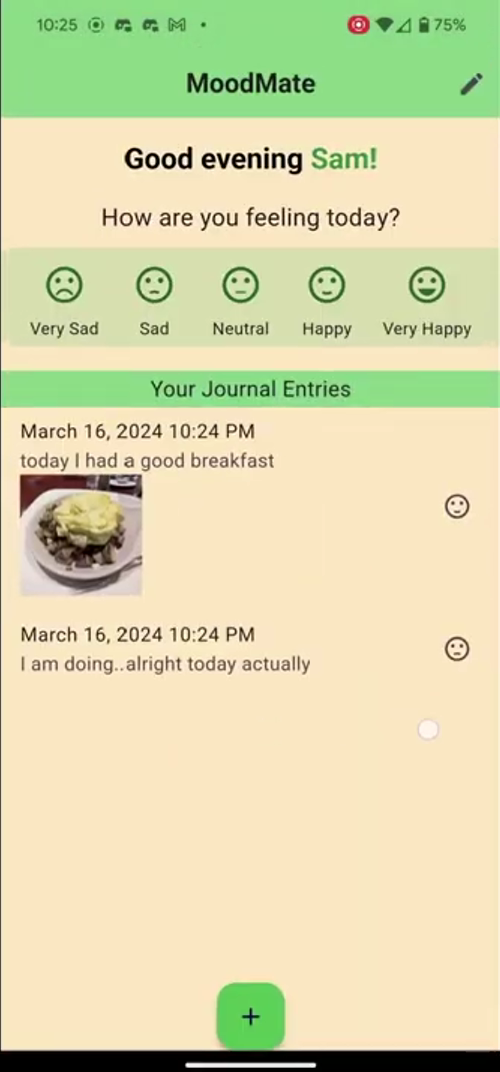 10:25 75%
MoodMate
Good evening Sam!
How are you feeling today?
Very Sad Sad Neutral Happy Very Happy
Your Journal Entries
March 16, 2024 10:24 PM
today I had a good breakfast
March 16, 2024 10:24 PM
I am doing..alright today actually
+